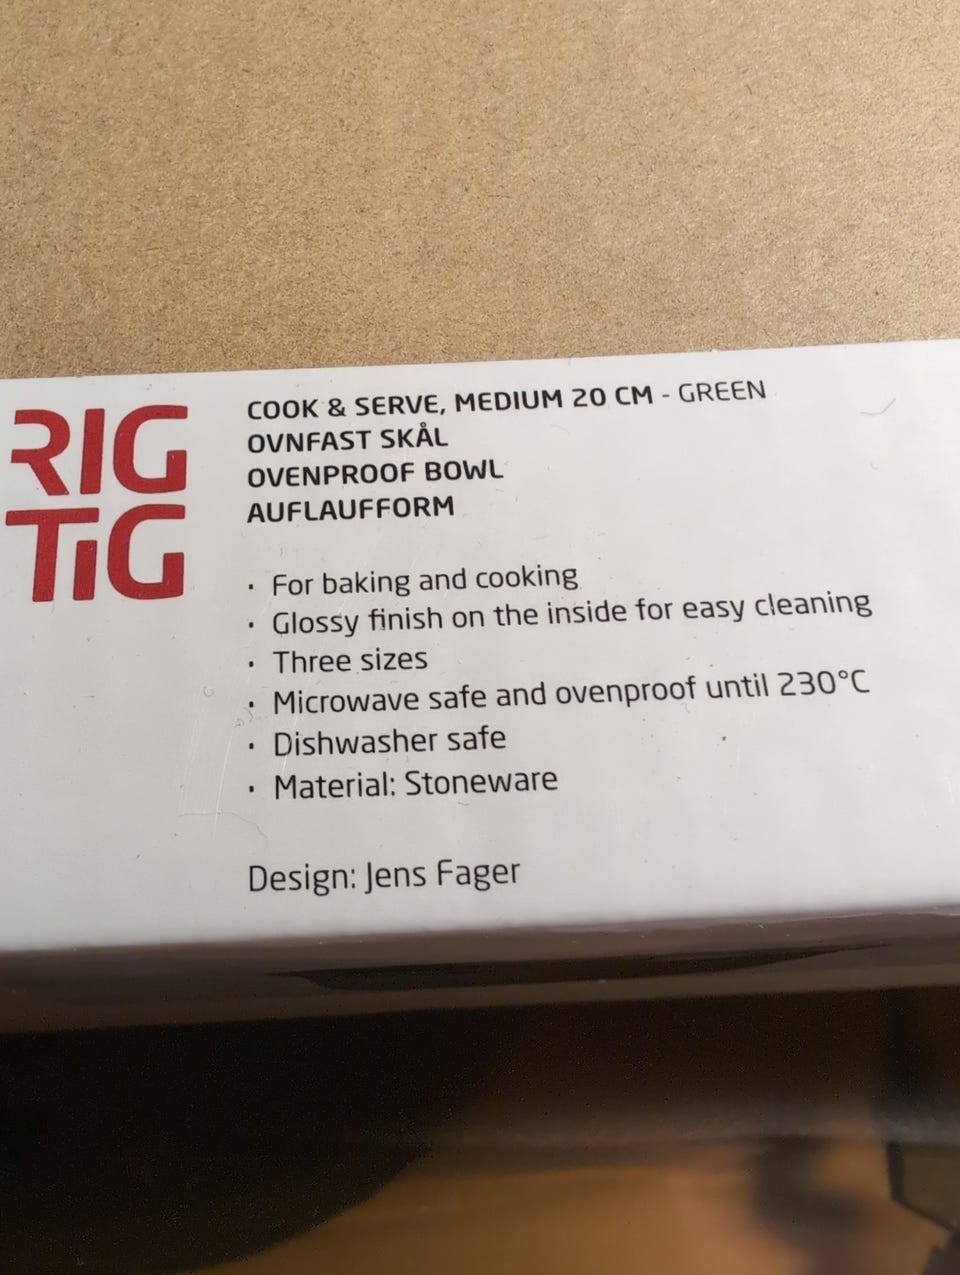 RIG
TiG
COOK & SERVE, MEDIUM 20 CM - GREEN
OVNFAST SKÅL
OVENPROOF BOWL
AUFLAUFFORM
· For baking and cooking
· Glossy finish on the inside for easy cleaning
· Three sizes
· Microwave safe and ovenproof until 230°C
· Dishwasher safe
· Material: Stoneware
Design: Jens Fager